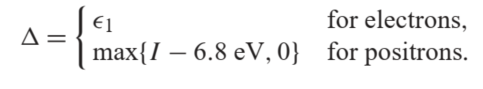 Δ = { ϵ₁ for electrons,
max{I − 6.8 eV, 0} for positrons.